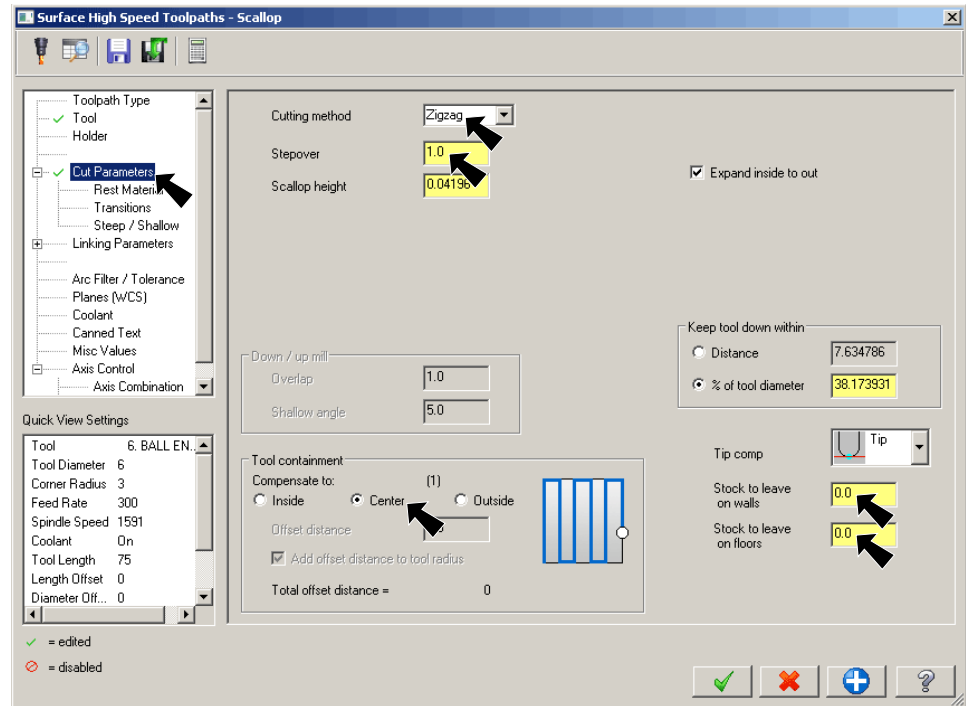 Surface High Speed Toolpaths - Scallop
Toolpath Type
Tool
Holder
Cut Parameters
Rest Material
Transitions
Steep / Shallow
Linking Parameters
Arc Filter / Tolerance
Planes (WCS)
Coolant
Canned Text
Misc Values
Axis Control
Axis Combination
Quick View Settings
Tool 6. BALL EN...
Tool Diameter 6
Corner Radius 3
Feed Rate 300
Spindle Speed 1591
Coolant On
Tool Length 75
Length Offset 0
Diameter Off... 0
= edited
= disabled
Cutting method Zigzag
Stepover 1.0
Scallop height 0.04196
Expand inside to out
Down / up mill
Overlap 1.0
Shallow angle 5.0
Keep tool down within
Distance 7.634786
% of tool diameter 38.173931
Tool containment
Compensate to: (1)
Inside Center Outside
Offset distance
Add offset distance to tool radius
Total offset distance = 0
Tip comp Tip
Stock to leave
on walls 0.0
Stock to leave
on floors 0.0